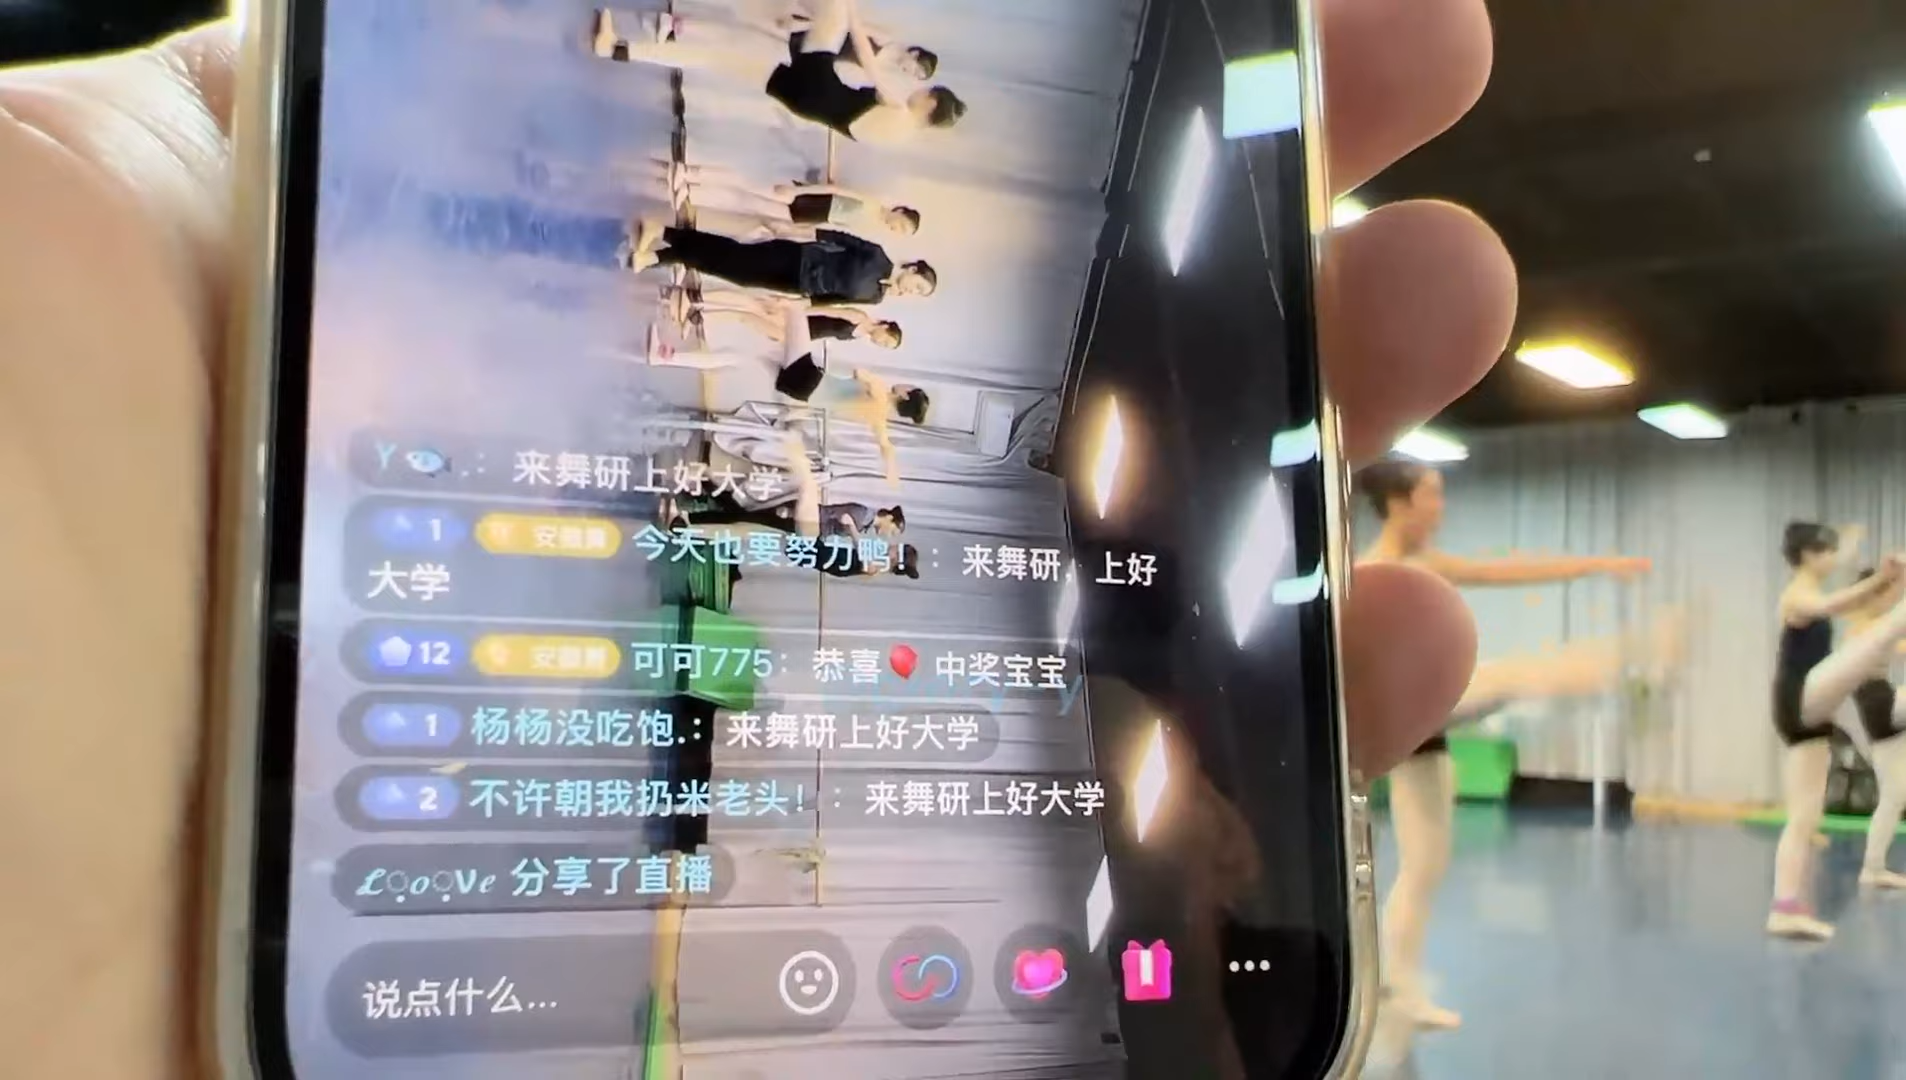 Y🐟.： 来舞研上好大学
1 今天也要努力鸭！： 来舞研，上好
大学
12 可可775： 恭喜🎈 中奖宝宝
1 杨杨没吃饱.： 来舞研上好大学
2 不许朝我扔米老头！： 来舞研上好大学
L○o○ve 分享了直播
说点什么...